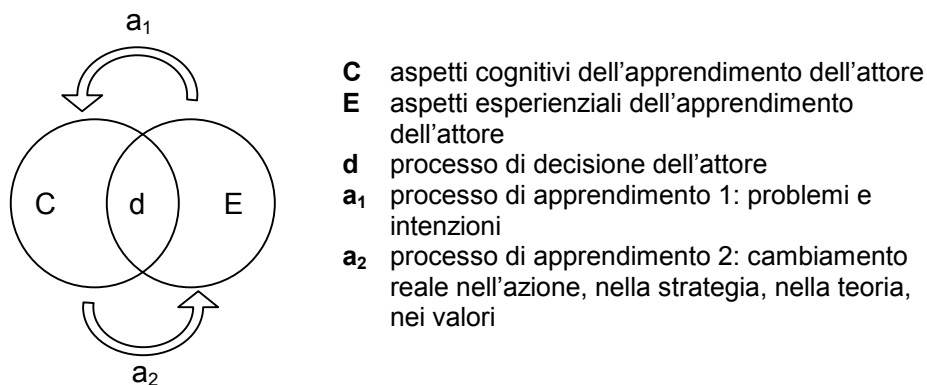 a₁
C d E
a₂
C aspetti cognitivi dell’apprendimento dell’attore
E aspetti esperienziali dell’apprendimento
dell’attore
d processo di decisione dell’attore
a₁ processo di apprendimento 1: problemi e
intenzioni
a₂ processo di apprendimento 2: cambiamento
reale nell’azione, nella strategia, nella teoria,
nei valori